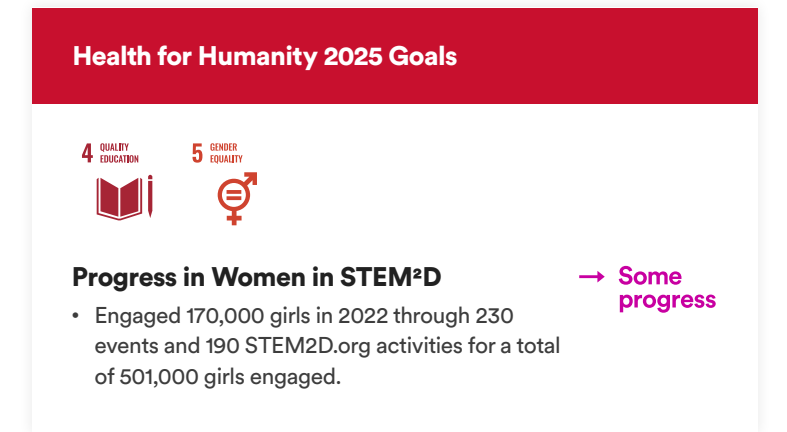 Health for Humanity 2025 Goals
4 QUALITY EDUCATION
5 GENDER EQUALITY
Progress in Women in STEM²D
→ Some progress
• Engaged 170,000 girls in 2022 through 230
events and 190 STEM2D.org activities for a total
of 501,000 girls engaged.